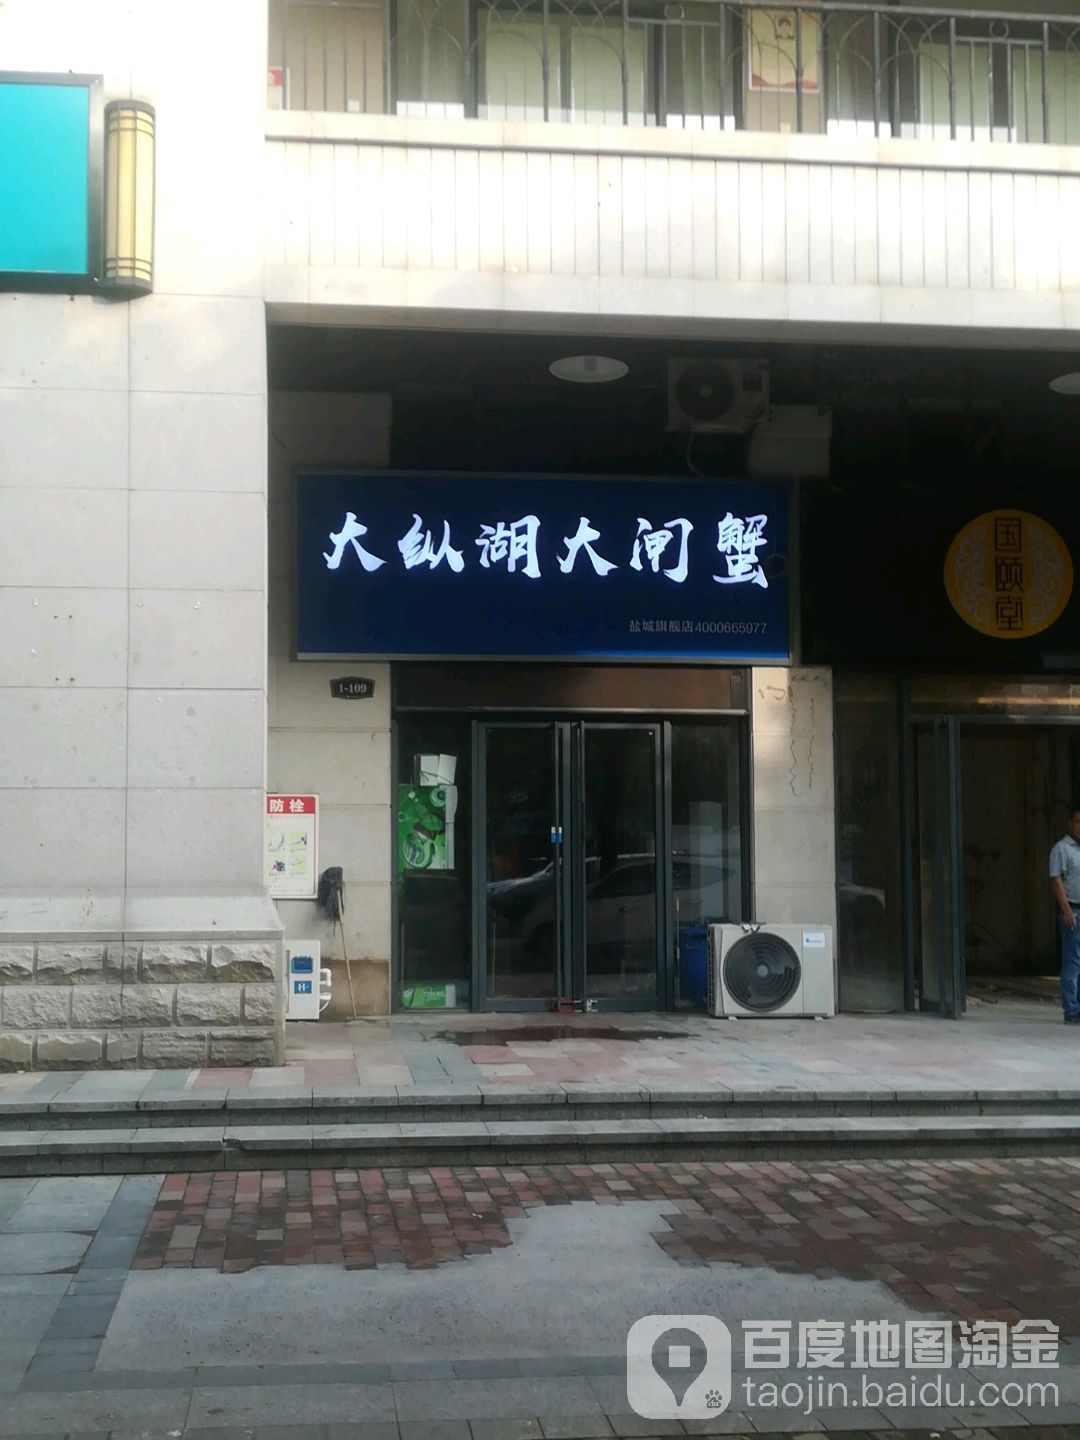 大纵湖大闸蟹
盐城旗舰店4000665977
国颐堂
1-109
防栓
百度地图淘金
taojin.baidu.com